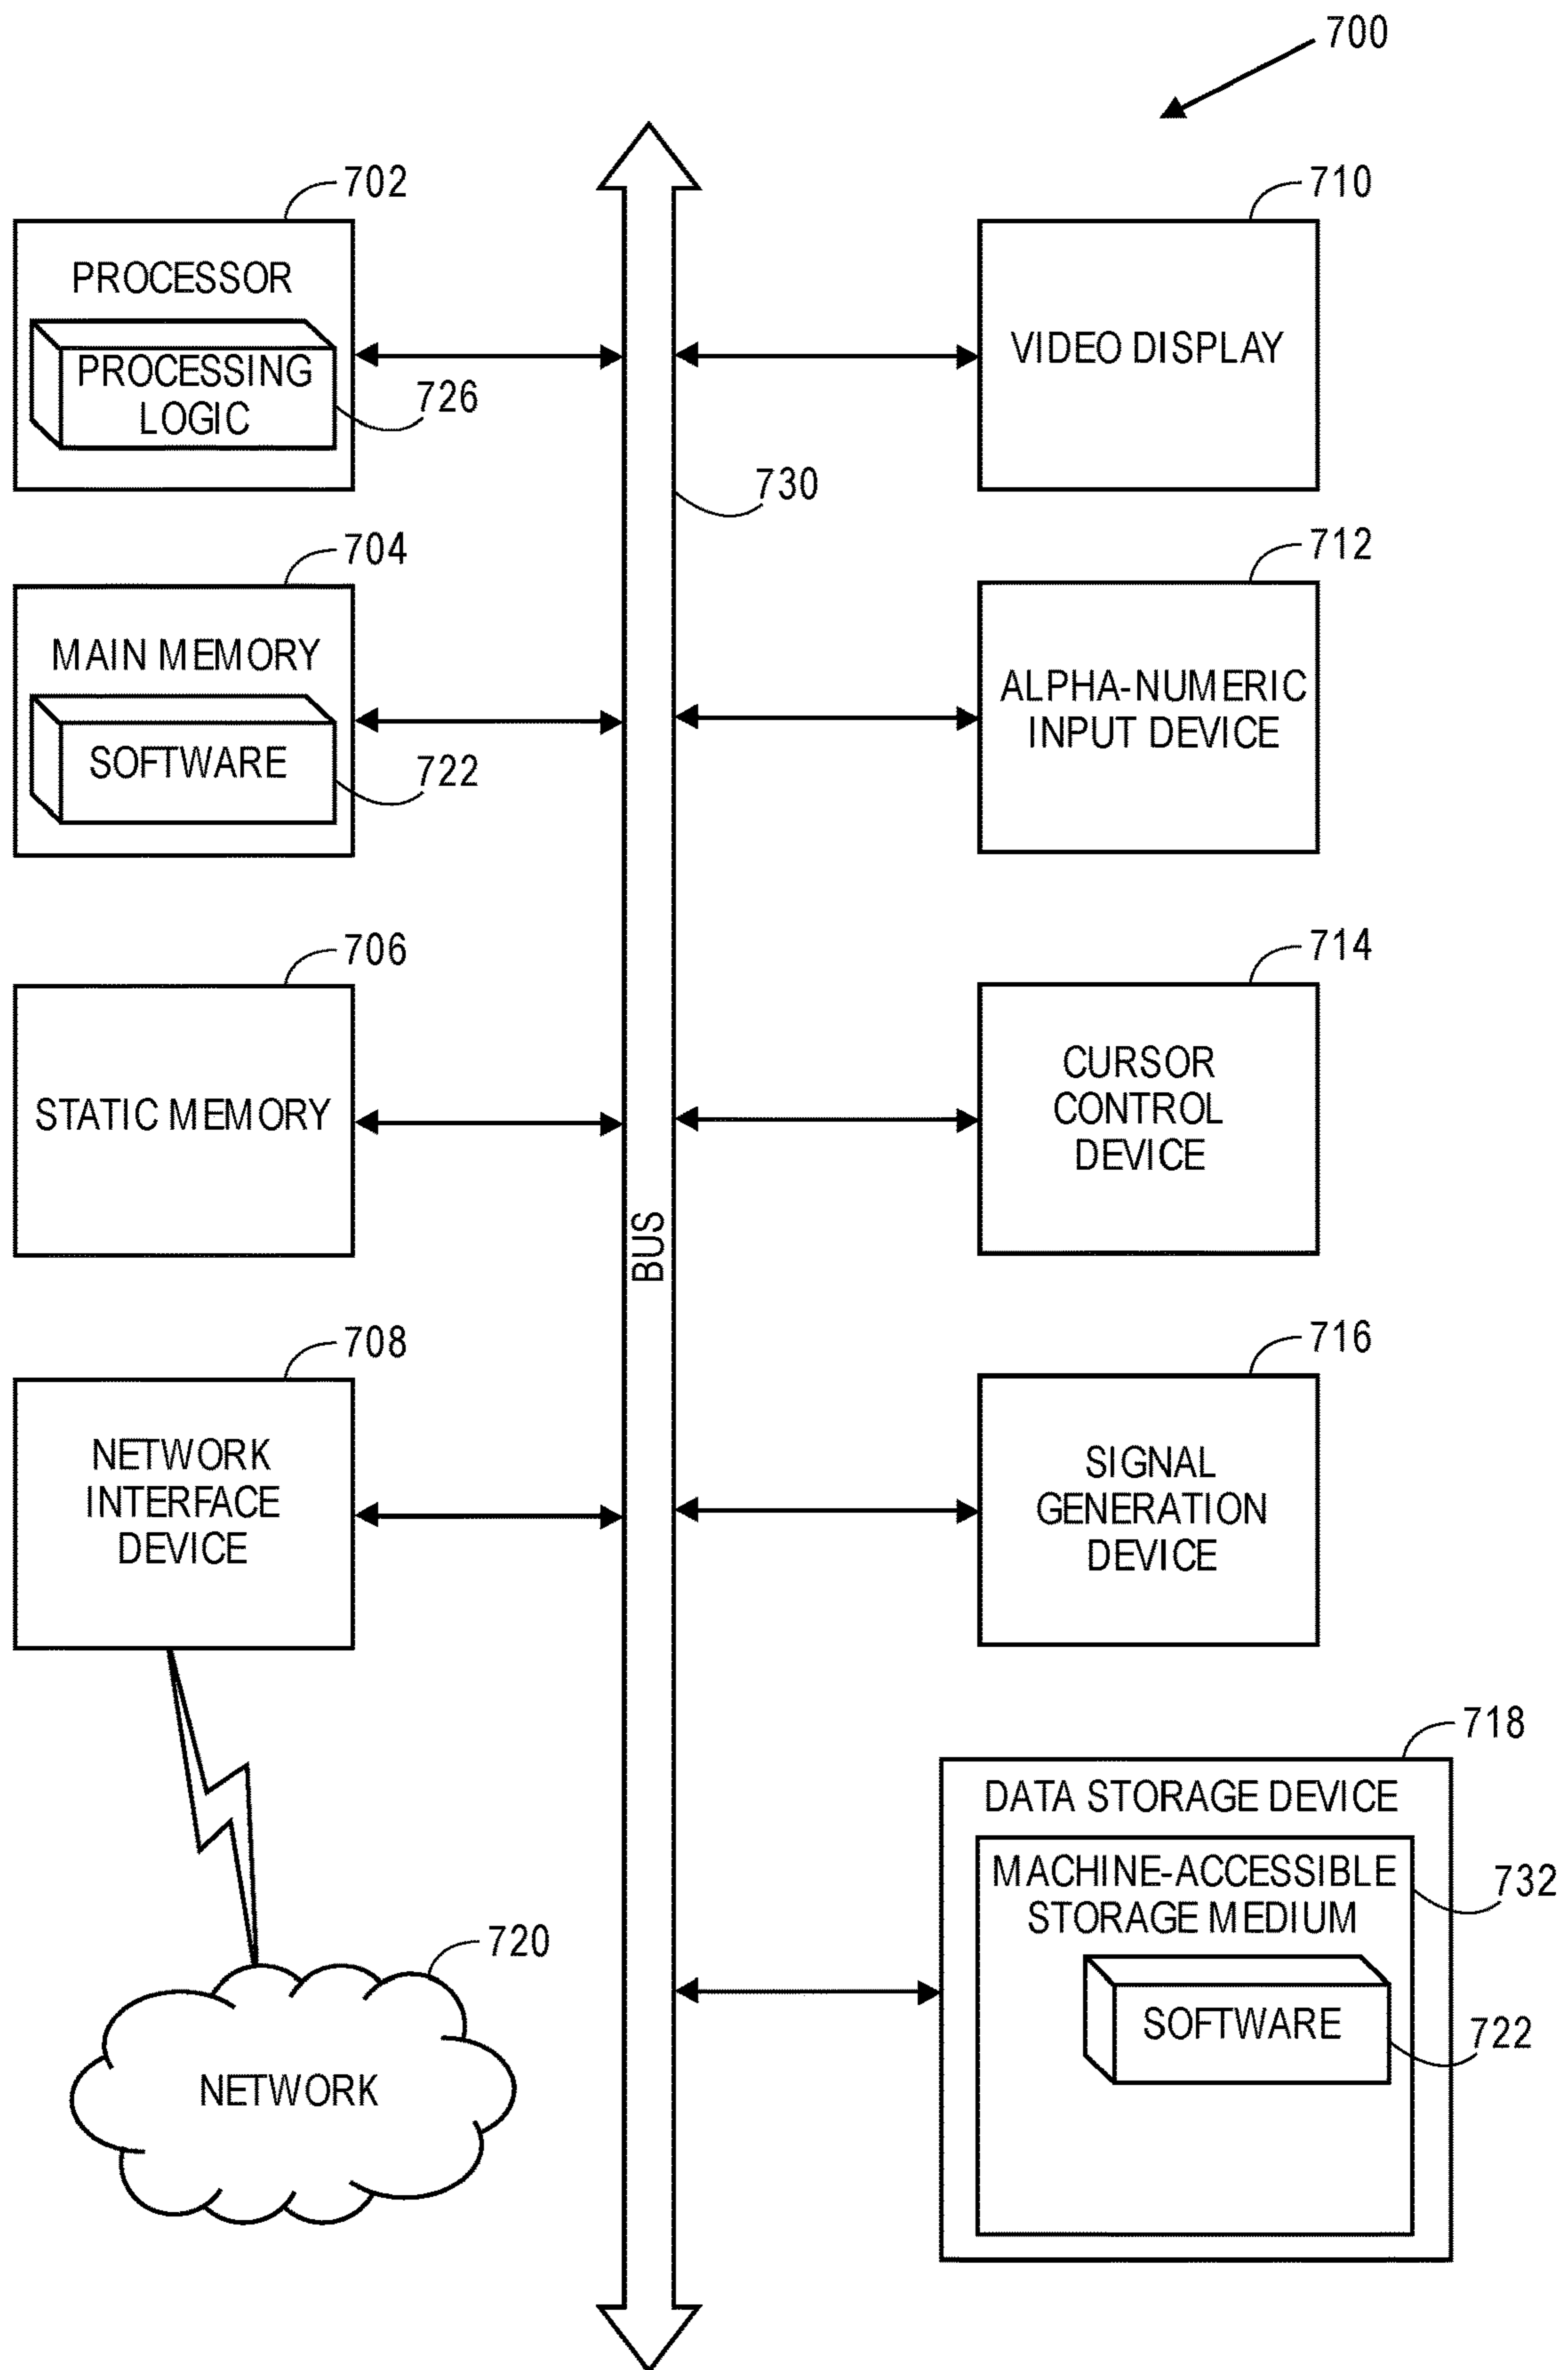 700
702
PROCESSOR
PROCESSING
LOGIC
726
704
MAIN MEMORY
SOFTWARE
722
706
STATIC MEMORY
708
NETWORK
INTERFACE
DEVICE
720
NETWORK
730
BUS
710
VIDEO DISPLAY
712
ALPHA-NUMERIC
INPUT DEVICE
714
CURSOR
CONTROL
DEVICE
716
SIGNAL
GENERATION
DEVICE
718
DATA STORAGE DEVICE
MACHINE-ACCESSIBLE
STORAGE MEDIUM
732
SOFTWARE
722